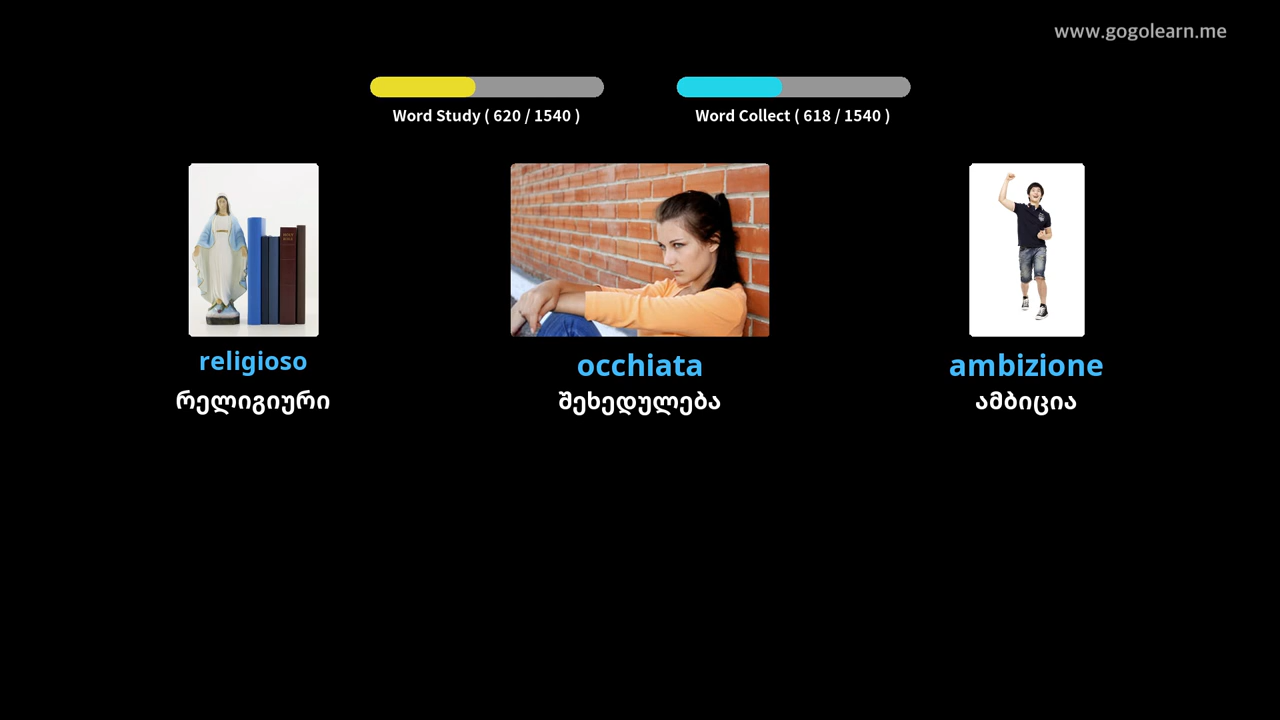 www.gogolearn.me
Word Study ( 620 / 1540 )
Word Collect ( 618 / 1540 )
religioso
occhiata
ambizione
რელიგიური
შეხედულება
ამბიცია